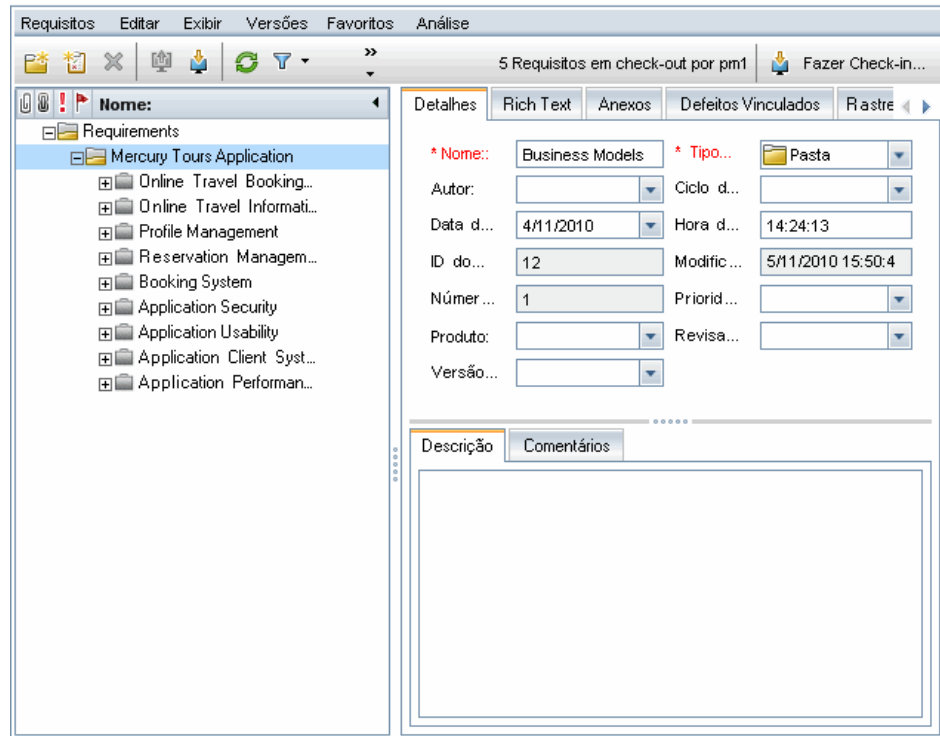 Requisitos Editar Exibir Versões Favoritos Análise
5 Requisitos em check-out por pm1 Fazer Check-in...
Nome:
Requirements
Mercury Tours Application
Online Travel Booking...
Online Travel Informati...
Profile Management
Reservation Managem...
Booking System
Application Security
Application Usability
Application Client Syst...
Application Performan...
Detalhes Rich Text Anexos Defeitos Vinculados Rastre
* Nome:: Business Models * Tipo... Pasta
Autor: Ciclo d...
Data d... 4/11/2010 Hora d... 14:24:13
ID do... 12 Modific... 5/11/2010 15:50:4
Númer... 1 Priorid...
Produto: Revisa...
Versão...
Descrição Comentários